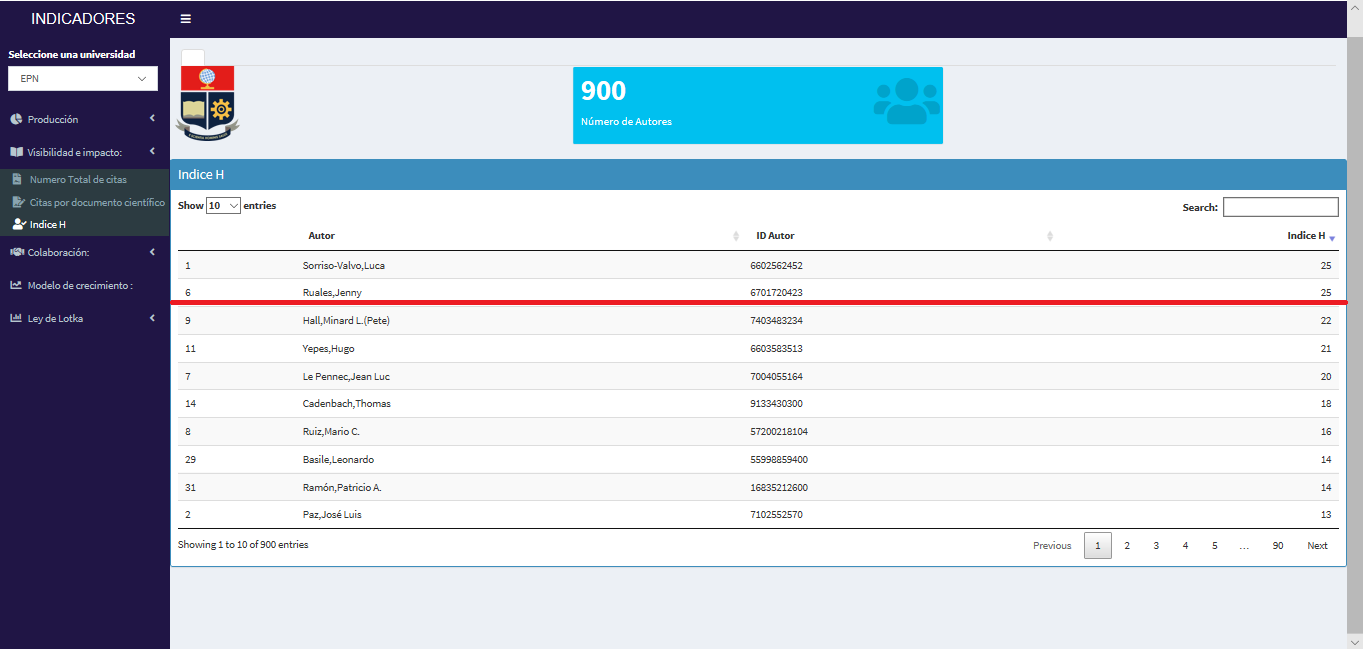 INDICADORES
Seleccione una universidad
EPN
Producción
Visibilidad e impacto:
Numero Total de citas
Citas por documento científico
Indice H
Colaboración:
Modelo de crecimiento :
Ley de Lotka
900
Número de Autores
Indice H
Show 10 entries
Search:
Autor ID Autor Indice H
1 Sorriso-Valvo,Luca 6602562452 25
6 Ruales,Jenny 6701720423 25
9 Hall,Minard L.(Pete) 7403483234 22
11 Yepes,Hugo 6603583513 21
7 Le Pennec,Jean Luc 7004055164 20
14 Cadenbach,Thomas 9133430300 18
8 Ruiz,Mario C. 57200218104 16
29 Basile,Leonardo 55998859400 14
31 Ramón,Patricio A. 16835212600 14
2 Paz,José Luis 7102552570 13
Showing 1 to 10 of 900 entries
Previous 1 2 3 4 5 … 90 Next